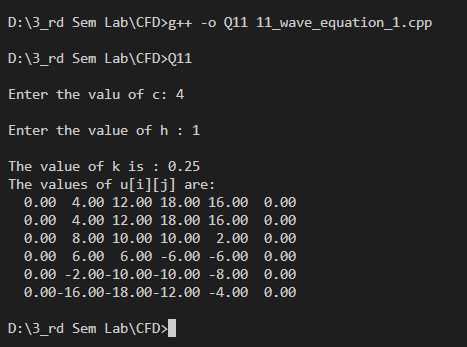 D:\3_rd Sem Lab\CFD>g++ -o Q11 11_wave_equation_1.cpp
D:\3_rd Sem Lab\CFD>Q11
Enter the valu of c: 4
Enter the value of h : 1
The value of k is : 0.25
The values of u[i][j] are:
0.00 4.00 12.00 18.00 16.00 0.00
0.00 4.00 12.00 18.00 16.00 0.00
0.00 8.00 10.00 10.00 2.00 0.00
0.00 6.00 6.00 -6.00 -6.00 0.00
0.00 -2.00-10.00-10.00 -8.00 0.00
0.00-16.00-18.00-12.00 -4.00 0.00
D:\3_rd Sem Lab\CFD>